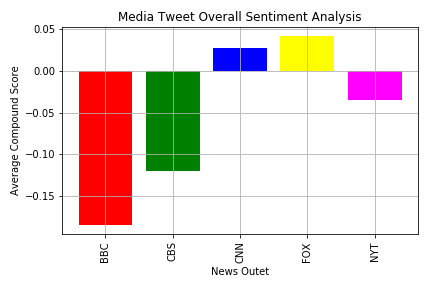 Media Tweet Overall Sentiment Analysis
0.05
0.00
−0.05
−0.10
−0.15
Average Compound Score
BBC
CBS
CNN
FOX
NYT
News Outet